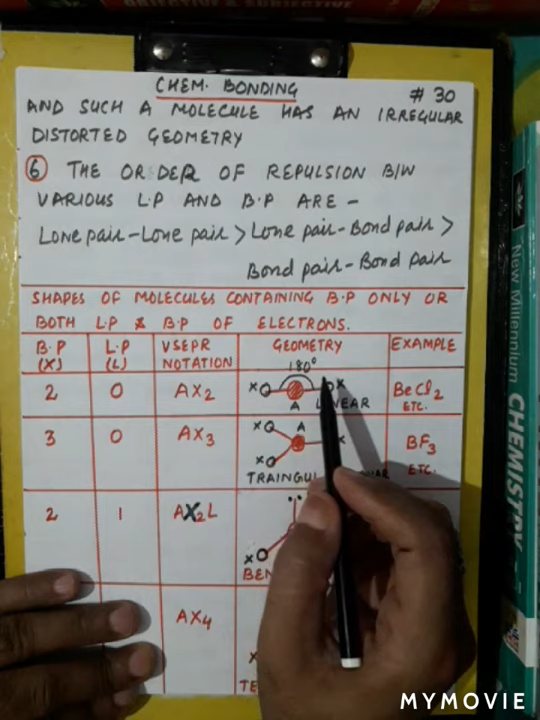 OBJECTIVE & SUBJECTIVE
CHEM. BONDING
# 30
AND SUCH A MOLECULE HAS AN IRREGULAR
DISTORTED GEOMETRY
6 THE ORDER OF REPULSION B/W
VARIOUS L.P AND B.P ARE -
Lone pair - Lone pair > Lone pair - Bond pair >
Bond pair - Bond pair
SHAPES OF MOLECULES CONTAINING B.P ONLY OR
BOTH L.P & B.P OF ELECTRONS.
B.P (X) L.P (L) VSEPR NOTATION GEOMETRY EXAMPLE
180°
2 0 AX2 X X BeCl2
A LINEAR ETC.
3 0 AX3 X A X BF3
X ETC.
2 1 AX2L
X
AX4
X
New Millennium CHEMISTRY
MYMOVIE